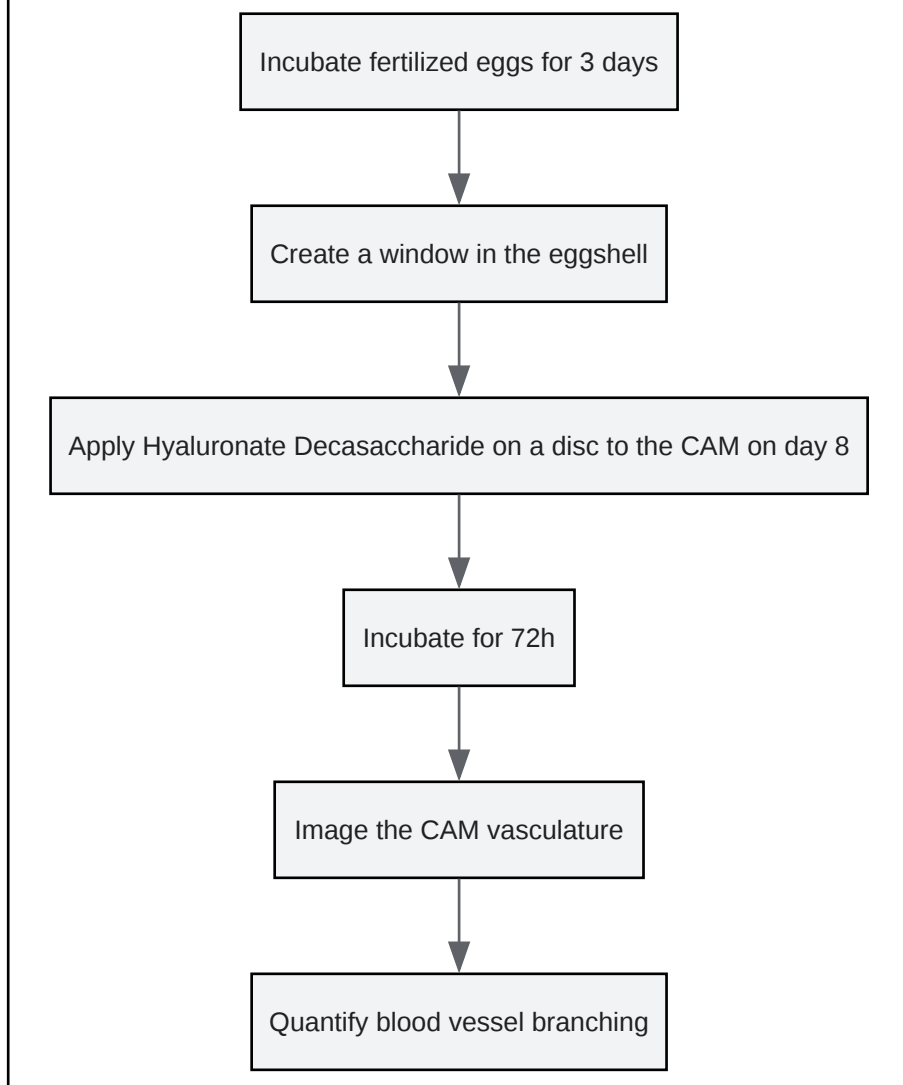 Incubate fertilized eggs for 3 days
Create a window in the eggshell
Apply Hyaluronate Decasaccharide on a disc to the CAM on day 8
Incubate for 72h
Image the CAM vasculature
Quantify blood vessel branching